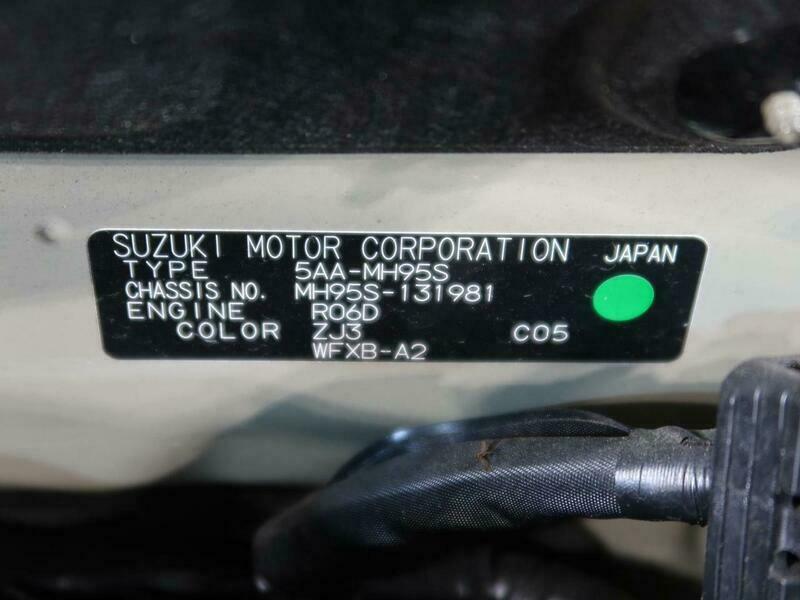 SUZUKI MOTOR CORPORATION JAPAN
TYPE 5AA-MH95S
CHASSIS NO. MH95S-131981
ENGINE R06D
COLOR ZJ3 C05
WFXB-A2